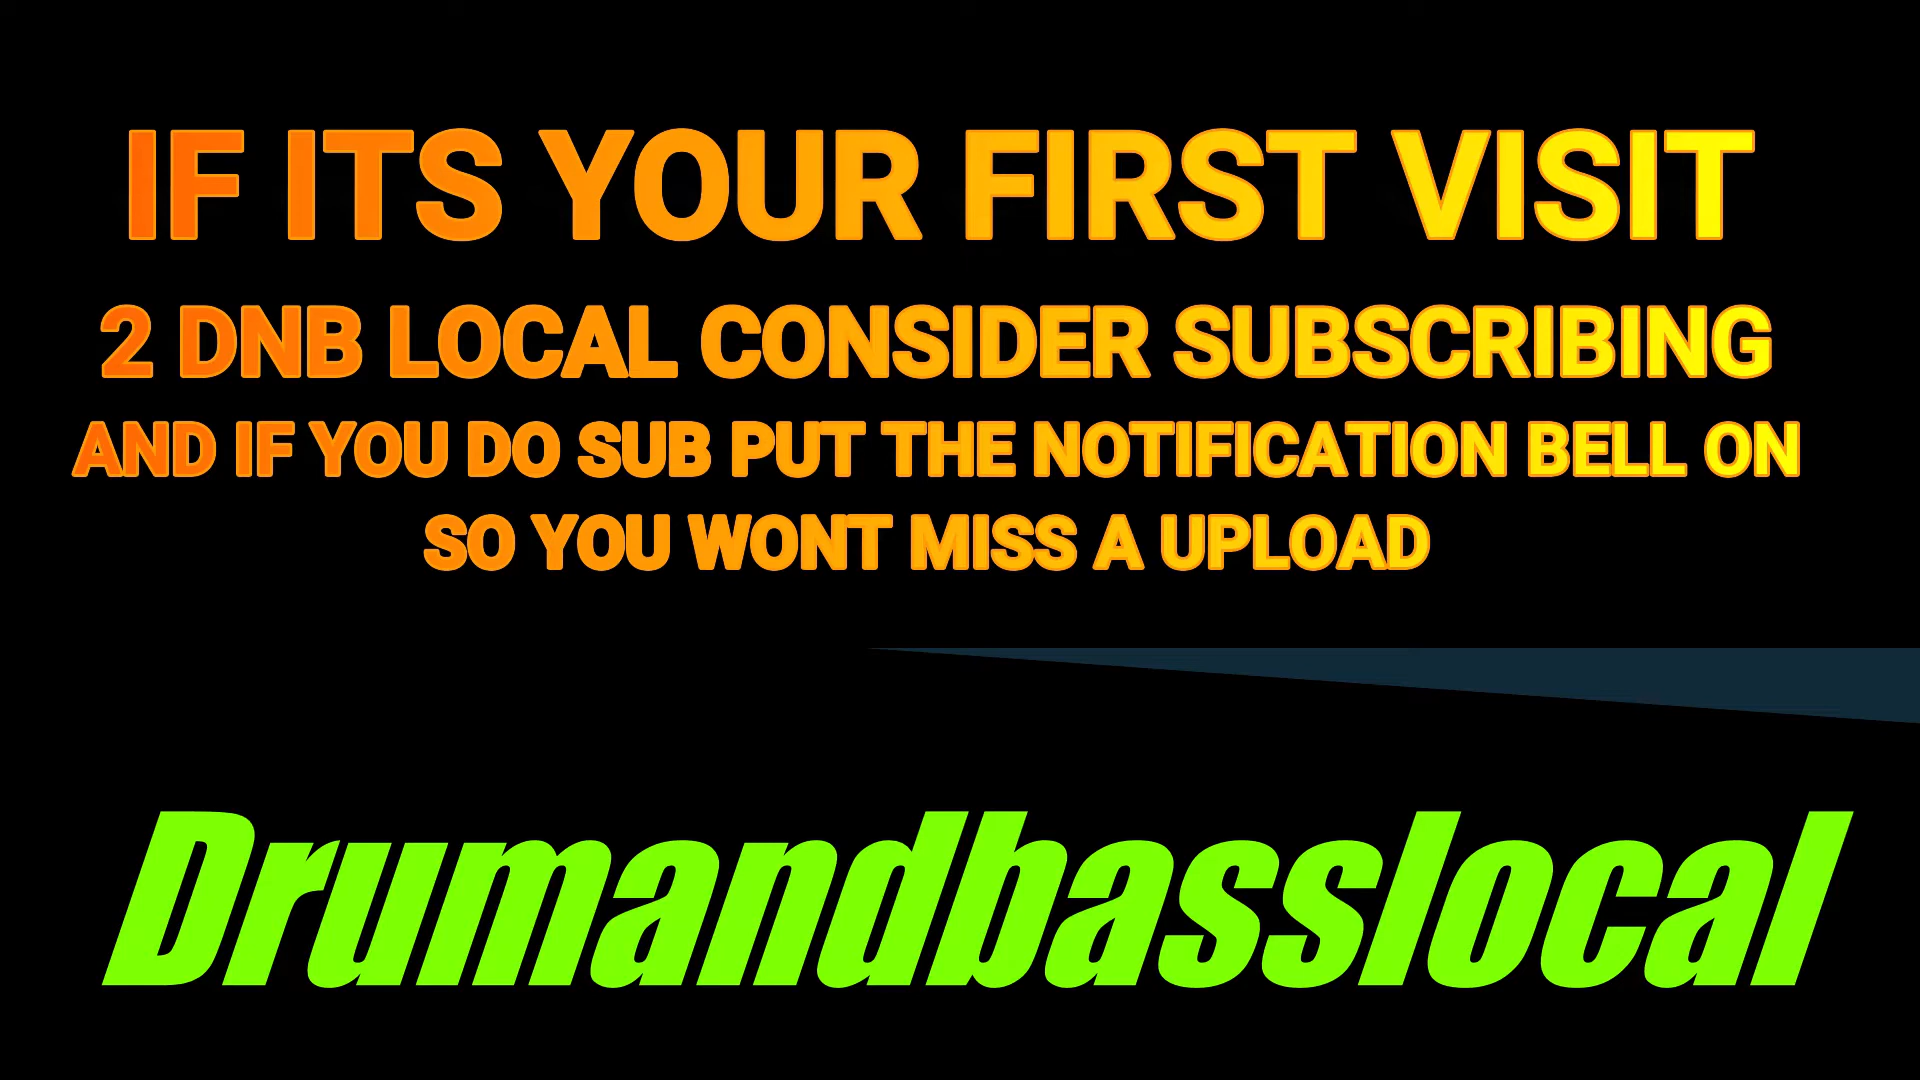 IF ITS YOUR FIRST VISIT
2 DNB LOCAL CONSIDER SUBSCRIBING
AND IF YOU DO SUB PUT THE NOTIFICATION BELL ON
SO YOU WONT MISS A UPLOAD
Drumandbasslocal